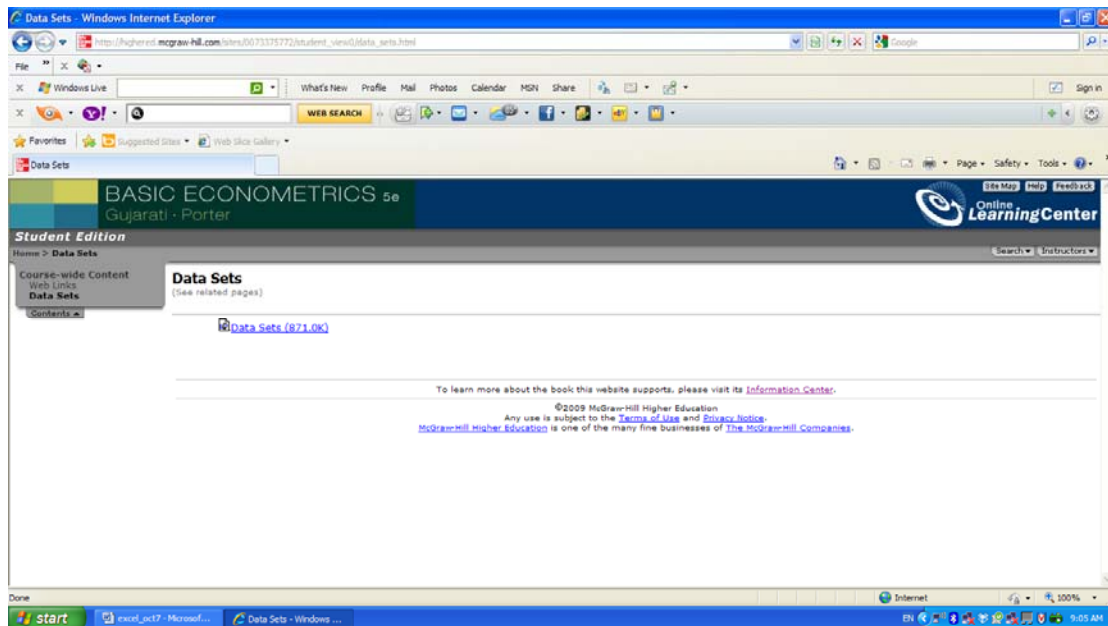 Data Sets - Windows Internet Explorer
http://highered.mcgraw-hill.com/sites/0073375772/student_view0/data_sets.html
Google
File
Windows Live
What's New Profile Mail Photos Calendar MSN Share
Sign in
WEB SEARCH
Favorites Suggested Sites Web Slice Gallery
Data Sets
Page Safety Tools
BASIC ECONOMETRICS 5e
Gujarati · Porter
Site Map Help Feedback
Online
LearningCenter
Student Edition
Home > Data Sets
Search Instructors
Course-wide Content
Web Links
Data Sets
Contents
Data Sets
(See related pages)
Data Sets (871.0K)
To learn more about the book this website supports, please visit its Information Center.
©2009 McGraw-Hill Higher Education
Any use is subject to the Terms of Use and Privacy Notice.
McGraw-Hill Higher Education is one of the many fine businesses of The McGraw-Hill Companies.
Done
Internet
100%
start
excel_oct7 - Microsof...
Data Sets - Windows ...
EN
9:05 AM